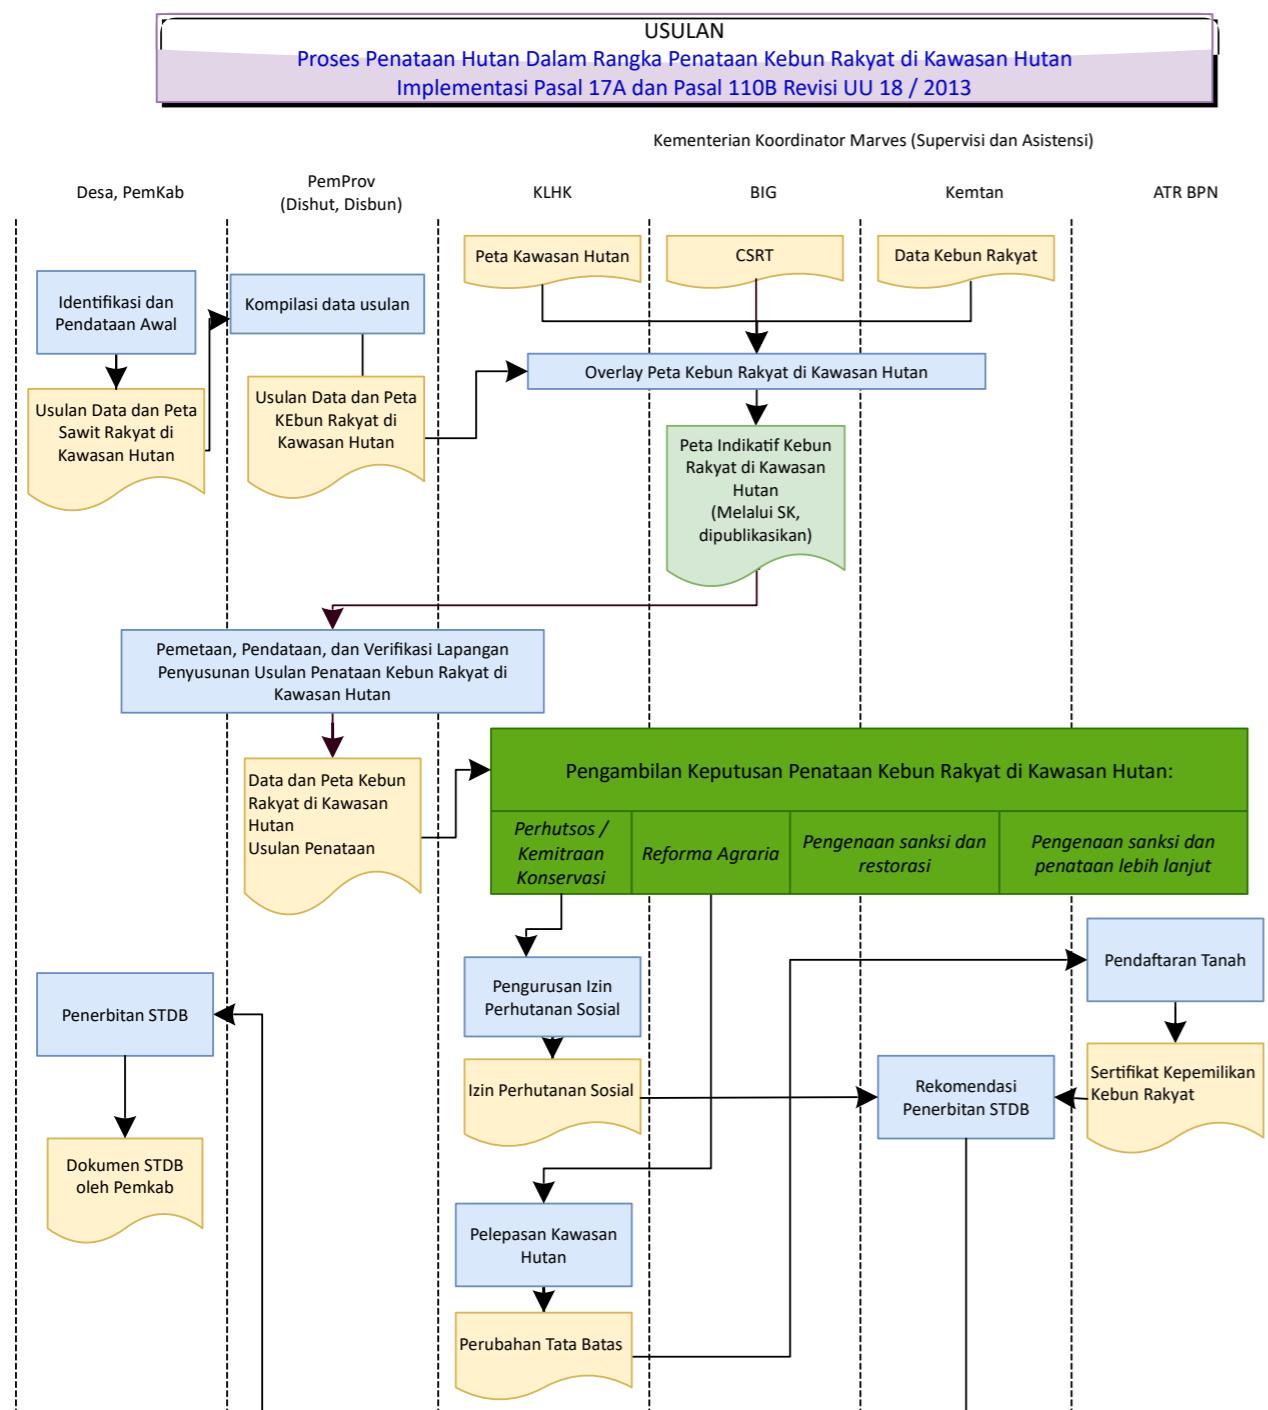 USULAN
Proses Penataan Hutan Dalam Rangka Penataan Kebun Rakyat di Kawasan Hutan
Implementasi Pasal 17A dan Pasal 110B Revisi UU 18 / 2013
Kementerian Koordinator Marves (Supervisi dan Asistensi)
Desa, PemKab
PemProv
(Dishut, Disbun)
KLHK
BIG
Kemtan
ATR BPN
Peta Kawasan Hutan
CSRT
Data Kebun Rakyat
Identifikasi dan
Pendataan Awal
Kompilasi data usulan
Overlay Peta Kebun Rakyat di Kawasan Hutan
Usulan Data dan Peta
Sawit Rakyat di
Kawasan Hutan
Usulan Data dan Peta
KEbun Rakyat di
Kawasan Hutan
Peta Indikatif Kebun
Rakyat di Kawasan
Hutan
(Melalui SK,
dipublikasikan)
Pemetaan, Pendataan, dan Verifikasi Lapangan
Penyusunan Usulan Penataan Kebun Rakyat di
Kawasan Hutan
Data dan Peta Kebun
Rakyat di Kawasan
Hutan
Usulan Penataan
Pengambilan Keputusan Penataan Kebun Rakyat di Kawasan Hutan:
Perhutsos /
Kemitraan
Konservasi
Reforma Agraria
Pengenaan sanksi dan
restorasi
Pengenaan sanksi dan
penataan lebih lanjut
Pendaftaran Tanah
Pengurusan Izin
Perhutanan Sosial
Penerbitan STDB
Izin Perhutanan Sosial
Rekomendasi
Penerbitan STDB
Sertifikat Kepemilikan
Kebun Rakyat
Dokumen STDB
oleh Pemkab
Pelepasan Kawasan
Hutan
Perubahan Tata Batas